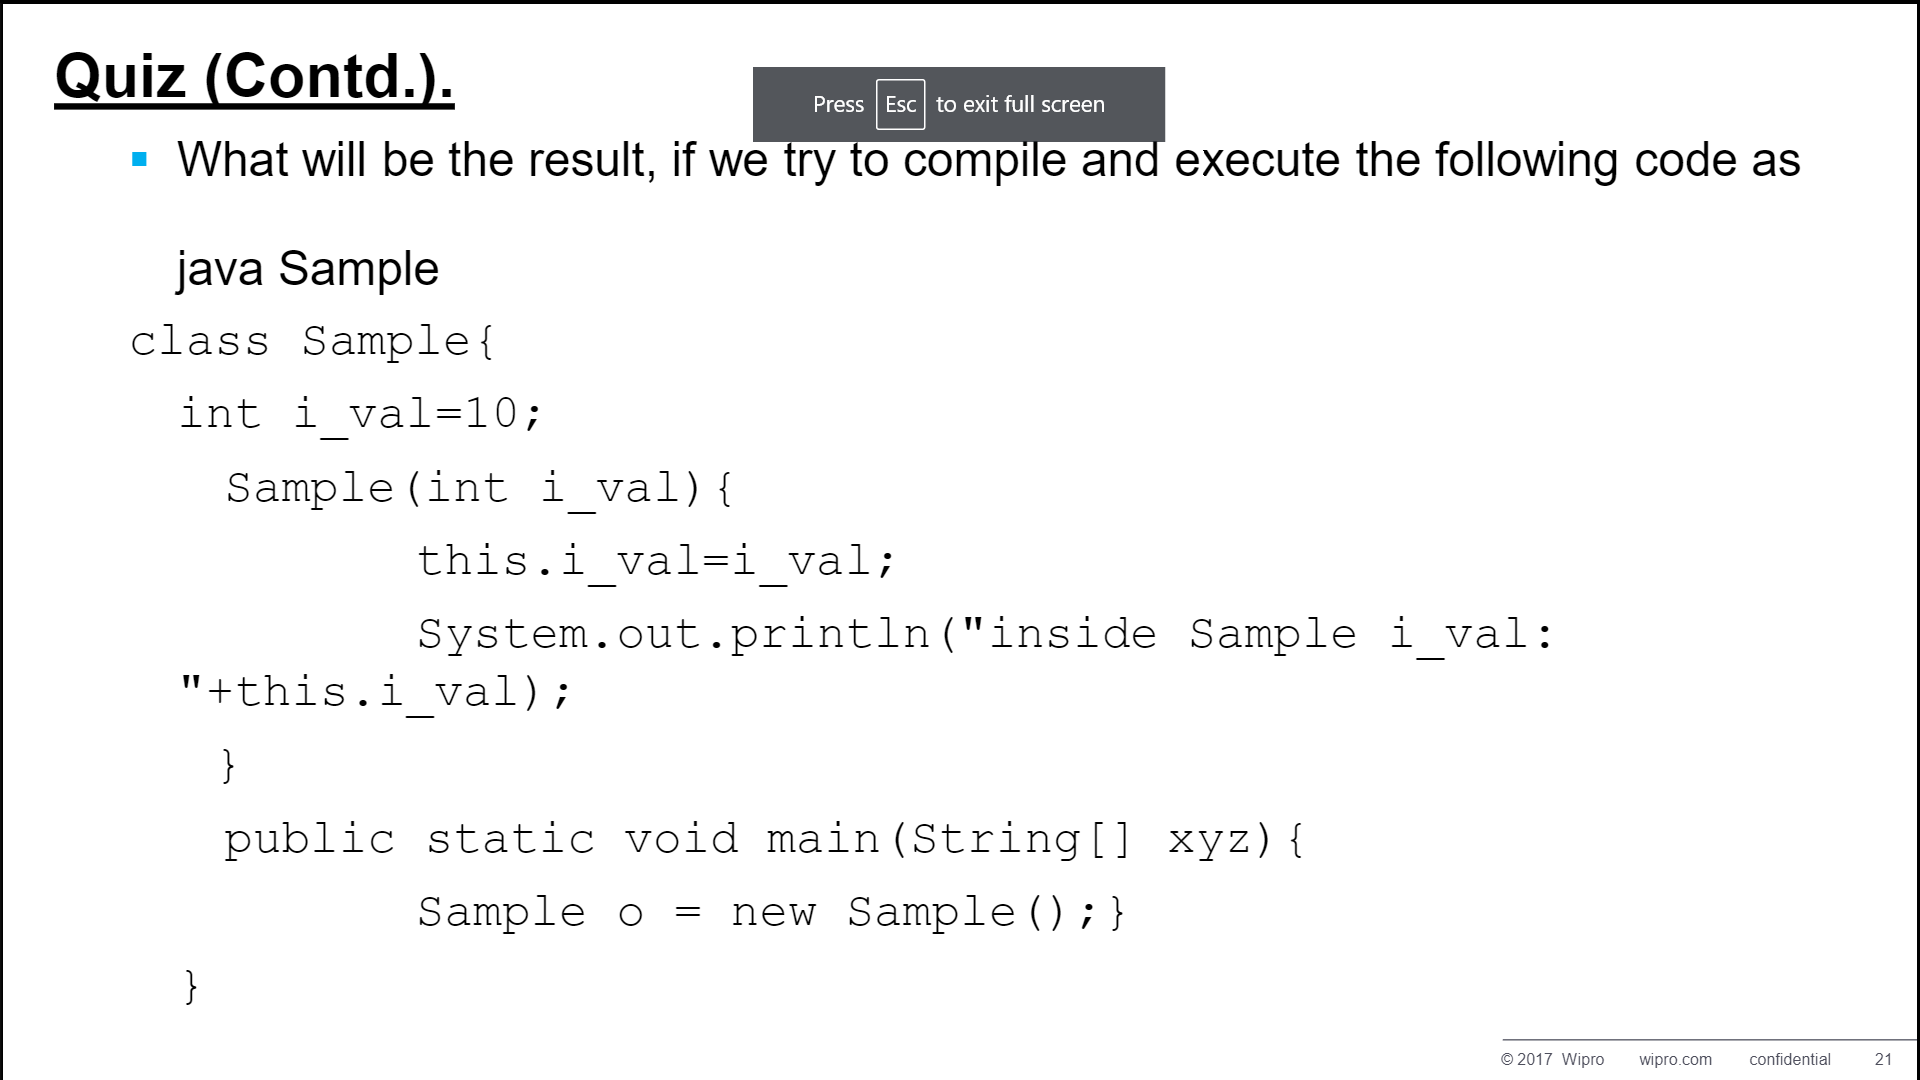 Quiz (Contd.).
Press Esc to exit full screen
What will be the result, if we try to compile and execute the following code as
java Sample
class Sample{
int i_val=10;
Sample(int i_val){
this.i_val=i_val;
System.out.println("inside Sample i_val:
"+this.i_val);
}
public static void main(String[] xyz){
Sample o = new Sample();}
}
© 2017 Wipro wipro.com confidential 21